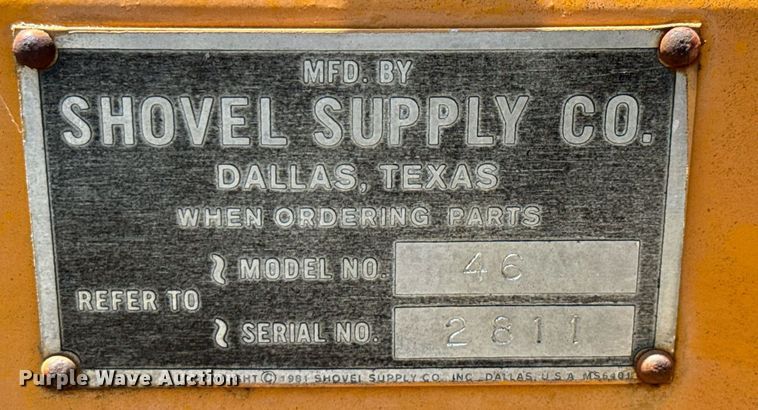 MFD. BY
SHOVEL SUPPLY CO.
DALLAS, TEXAS
WHEN ORDERING PARTS
REFER TO
MODEL NO. 46
SERIAL NO. 2811
© 1981 SHOVEL SUPPLY CO., INC., DALLAS, U.S.A.
Purple Wave Auction